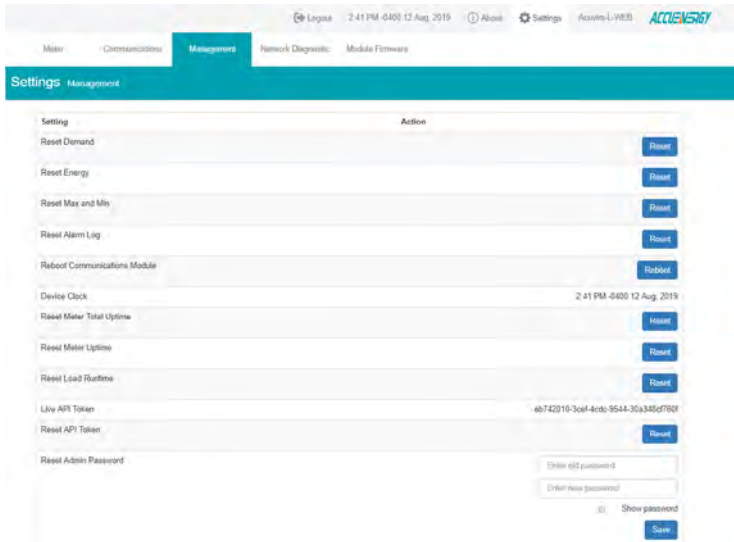 Logout 2:41 PM -0400 12 Aug, 2019 About Settings Acuvim-L-WEB ACCUENERGY
Meter Communications Management Network Diagnostic Module Firmware
Settings Management
Setting Action
Reset Demand Reset
Reset Energy Reset
Reset Max and Min Reset
Reset Alarm Log Reset
Reboot Communications Module Reboot
Device Clock 2:41 PM -0400 12 Aug, 2019
Reset Meter Total Uptime Reset
Reset Meter Uptime Reset
Reset Load Runtime Reset
Live API Token eb742010-3cef-4cdc-9544-30a348cf760f
Reset API Token Reset
Reset Admin Password Enter old password
Enter new password
Show password
Save